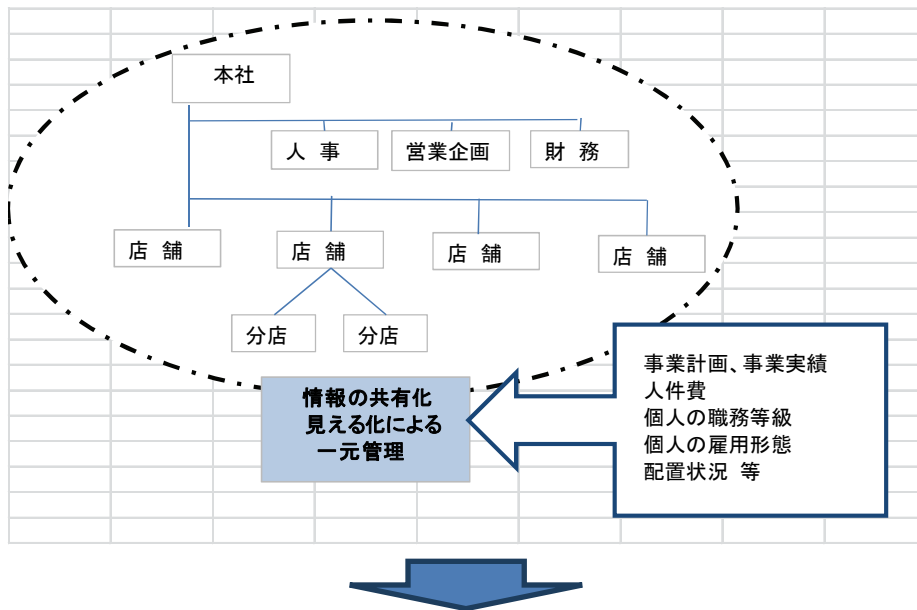 本社
人 事
営業企画
財 務
店 舗
店 舗
店 舗
店 舗
分店
分店
情報の共有化
見える化による
一元管理
事業計画、事業実績
人件費
個人の職務等級
個人の雇用形態
配置状況 等